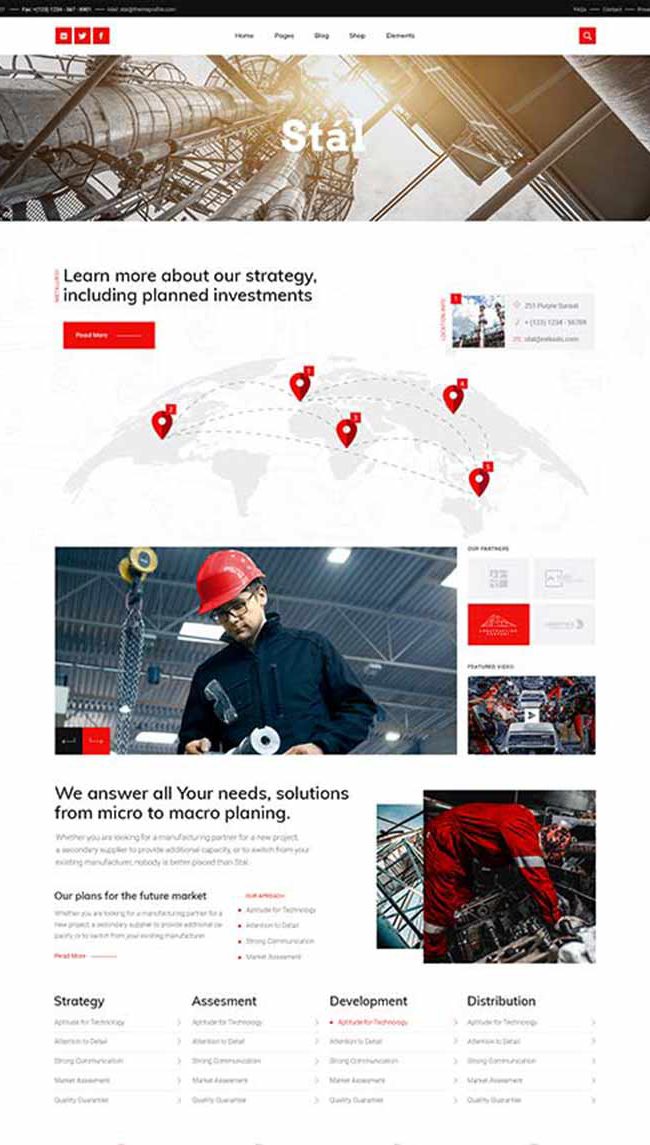 Fax: +(123) 1234 - 567 - 8901
Mail: stal@themeprofile.com
FAQs
Contact
Home
Pages
Blog
Shop
Elements
Stál
Learn more about our strategy,
including planned investments
Read More
1
251 Purple Sunset
+ (123) 1234 - 56789
1
2
3
4
5
OUR PARTNERS
FEATURED VIDEO
We answer all Your needs, solutions
from micro to macro planing.
Whether you are looking for a manufacturing partner for a new project,
a secondary supplier to provide additional capacity, or to switch from your
existing manufacturer, nobody is better placed than Stal.
Our plans for the future market
Whether you are looking for a manufacturing partner for a
new project, a secondary supplier to provide additional ca-
pacity or to switch from your existing manufacturer
Read More
OUR APROACH
Aptitude for Technology
Attention to Detail
Strong Communication
Market Assesment
Strategy
Aptitude for Technology
Attention to Detail
Strong Communication
Market Assesment
Quality Guarantee
Assesment
Aptitude for Technology
Attention to Detail
Strong Communication
Market Assesment
Quality Guarantee
Development
Aptitude for Technology
Attention to Detail
Strong Communication
Market Assesment
Quality Guarantee
Distribution
Aptitude for Technology
Attention to Detail
Strong Communication
Market Assesment
Quality Guarantee